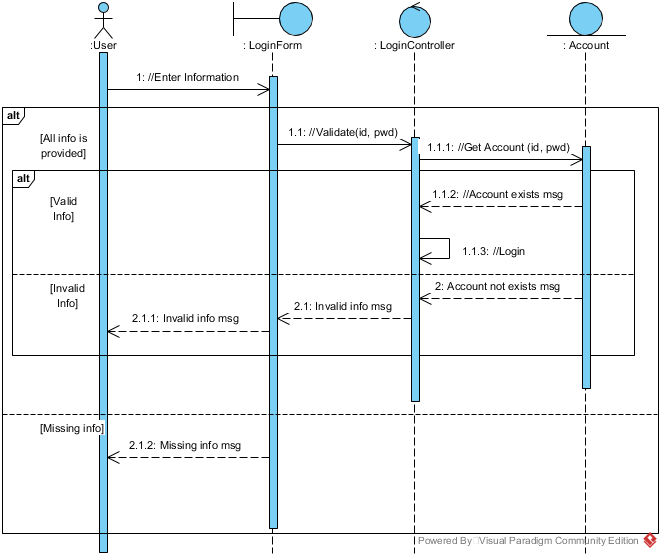 :User
: LoginForm
: LoginController
: Account
1: //Enter Information
alt
[All info is
provided]
1.1: //Validate(id, pwd)
1.1.1: //Get Account (id, pwd)
alt
[Valid
Info]
1.1.2: //Account exists msg
1.1.3: //Login
[Invalid
Info]
2: Account not exists msg
2.1: Invalid info msg
2.1.1: Invalid info msg
[Missing info]
2.1.2: Missing info msg
Powered By Visual Paradigm Community Edition